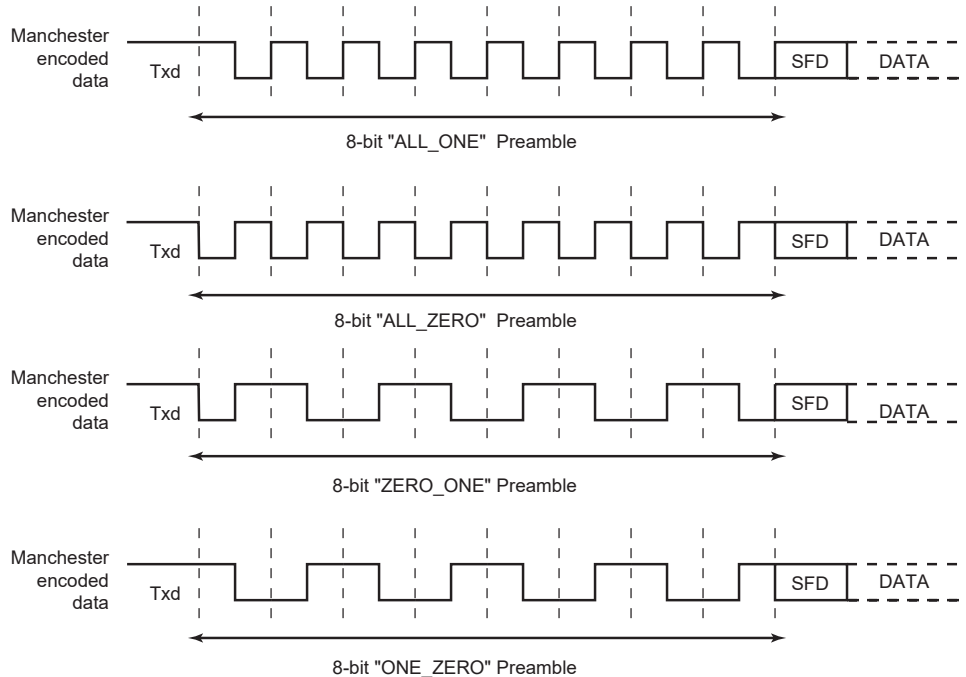 Manchester
encoded
data
Txd
SFD
DATA
8-bit "ALL_ONE" Preamble
Manchester
encoded
data
Txd
SFD
DATA
8-bit "ALL_ZERO" Preamble
Manchester
encoded
data
Txd
SFD
DATA
8-bit "ZERO_ONE" Preamble
Manchester
encoded
data
Txd
SFD
DATA
8-bit "ONE_ZERO" Preamble